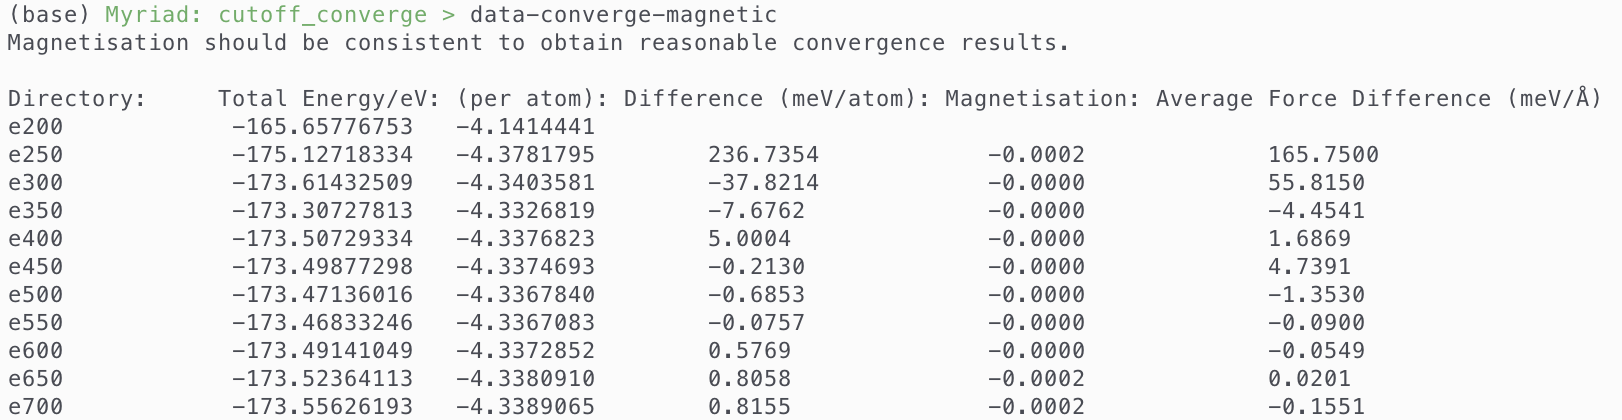 (base) Myriad: cutoff_converge > data-converge-magnetic
Magnetisation should be consistent to obtain reasonable convergence results.

Directory:     Total Energy/eV: (per atom): Difference (meV/atom): Magnetisation: Average Force Difference (meV/Å)
e200            -165.65776753   -4.1414441
e250            -175.12718334   -4.3781795        236.7354            -0.0002             165.7500
e300            -173.61432509   -4.3403581        -37.8214            -0.0000             55.8150
e350            -173.30727813   -4.3326819        -7.6762             -0.0000             -4.4541
e400            -173.50729334   -4.3376823        5.0004              -0.0000             1.6869
e450            -173.49877298   -4.3374693        -0.2130             -0.0000             4.7391
e500            -173.47136016   -4.3367840        -0.6853             -0.0000             -1.3530
e550            -173.46833246   -4.3367083        -0.0757             -0.0000             -0.0900
e600            -173.49141049   -4.3372852        0.5769              -0.0000             -0.0549
e650            -173.52364113   -4.3380910        0.8058              -0.0002             0.0201
e700            -173.55626193   -4.3389065        0.8155              -0.0002             -0.1551